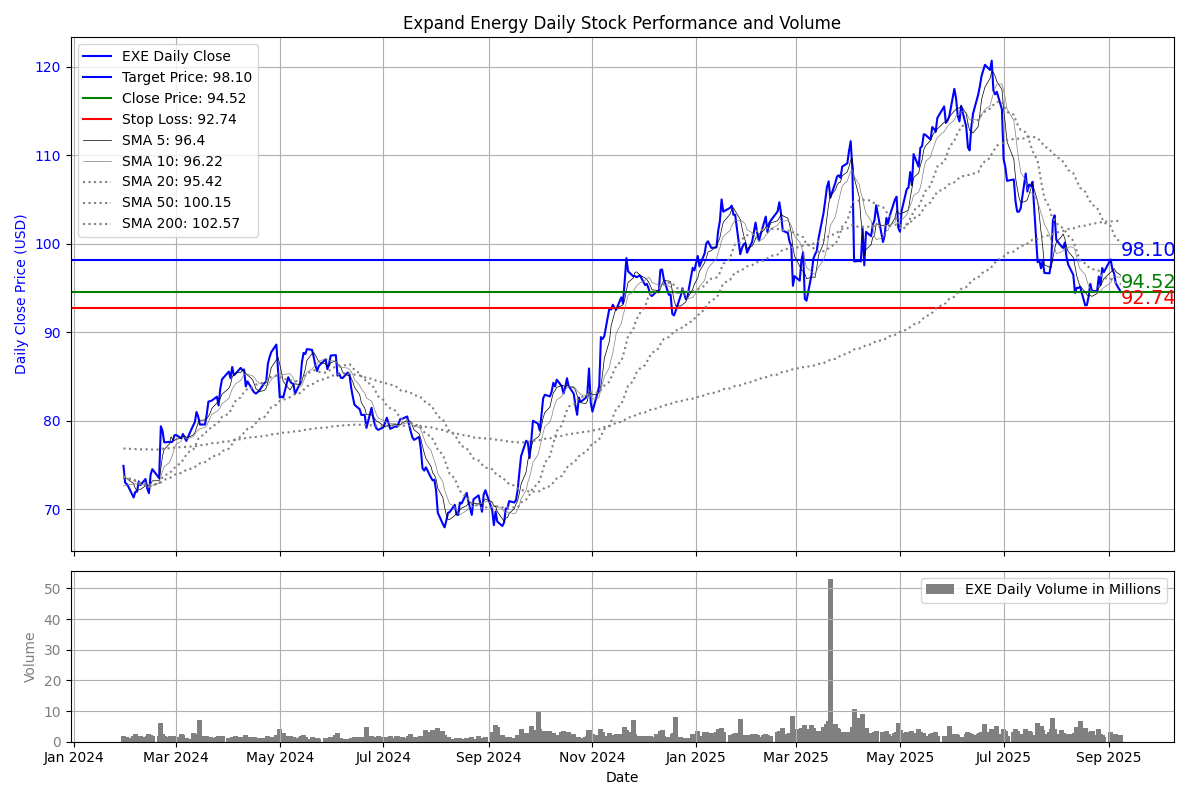 Expand Energy Daily Stock Performance and Volume
EXE Daily Close
Target Price: 98.10
Close Price: 94.52
Stop Loss: 92.74
SMA 5: 96.4
SMA 10: 96.22
SMA 20: 95.42
SMA 50: 100.15
SMA 200: 102.57
Daily Close Price (USD)
120
110
100
90
80
70
98.10
94.52
92.74
EXE Daily Volume in Millions
Volume
50
40
30
20
10
0
Jan 2024 Mar 2024 May 2024 Jul 2024 Sep 2024 Nov 2024 Jan 2025 Mar 2025 May 2025 Jul 2025 Sep 2025
Date